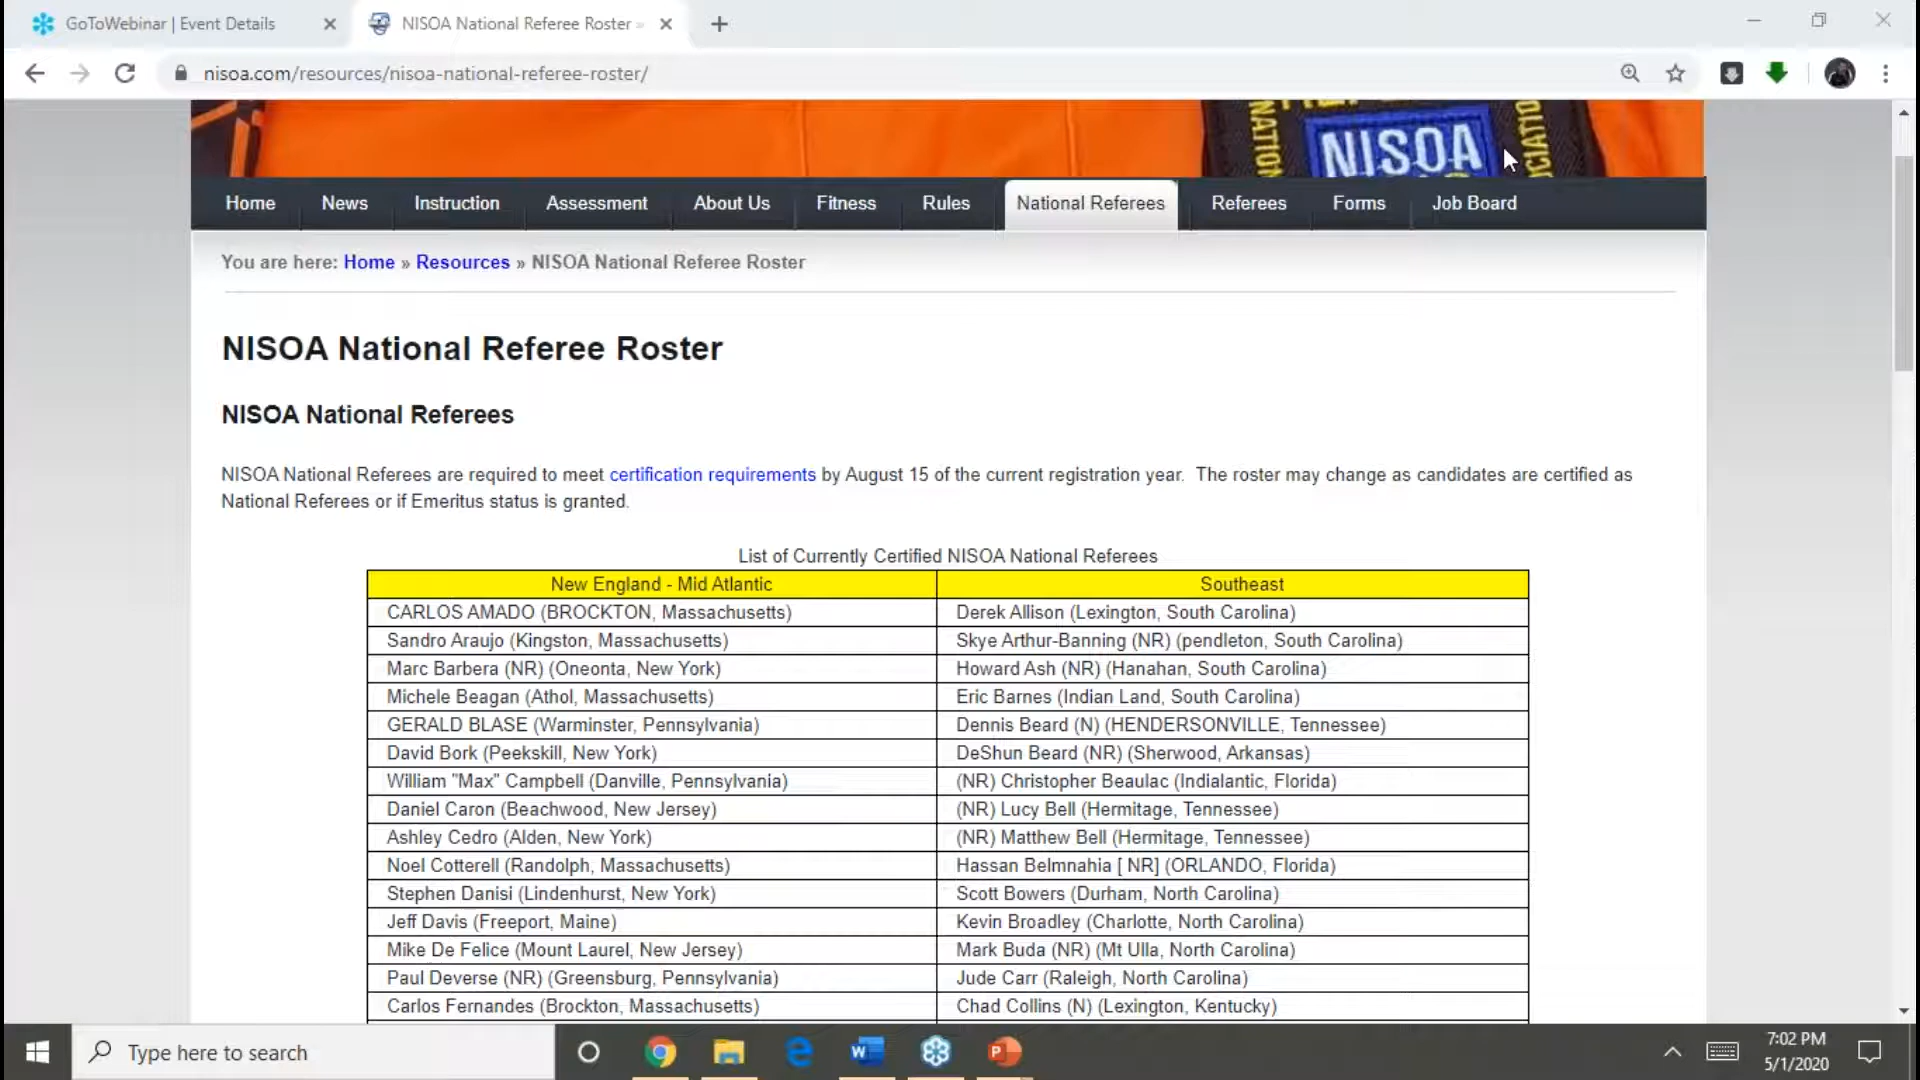 GoToWebinar | Event Details
NISOA National Referee Roster »
nisoa.com/resources/nisoa-national-referee-roster/
NISOA
Home News Instruction Assessment About Us Fitness Rules National Referees Referees Forms Job Board
You are here: Home » Resources » NISOA National Referee Roster
NISOA National Referee Roster
NISOA National Referees
NISOA National Referees are required to meet certification requirements by August 15 of the current registration year. The roster may change as candidates are certified as
National Referees or if Emeritus status is granted.
List of Currently Certified NISOA National Referees
New England - Mid Atlantic Southeast
CARLOS AMADO (BROCKTON, Massachusetts) Derek Allison (Lexington, South Carolina)
Sandro Araujo (Kingston, Massachusetts) Skye Arthur-Banning (NR) (pendleton, South Carolina)
Marc Barbera (NR) (Oneonta, New York) Howard Ash (NR) (Hanahan, South Carolina)
Michele Beagan (Athol, Massachusetts) Eric Barnes (Indian Land, South Carolina)
GERALD BLASE (Warminster, Pennsylvania) Dennis Beard (N) (HENDERSONVILLE, Tennessee)
David Bork (Peekskill, New York) DeShun Beard (NR) (Sherwood, Arkansas)
William "Max" Campbell (Danville, Pennsylvania) (NR) Christopher Beaulac (Indialantic, Florida)
Daniel Caron (Beachwood, New Jersey) (NR) Lucy Bell (Hermitage, Tennessee)
Ashley Cedro (Alden, New York) (NR) Matthew Bell (Hermitage, Tennessee)
Noel Cotterell (Randolph, Massachusetts) Hassan Belmnahia [ NR] (ORLANDO, Florida)
Stephen Danisi (Lindenhurst, New York) Scott Bowers (Durham, North Carolina)
Jeff Davis (Freeport, Maine) Kevin Broadley (Charlotte, North Carolina)
Mike De Felice (Mount Laurel, New Jersey) Mark Buda (NR) (Mt Ulla, North Carolina)
Paul Deverse (NR) (Greensburg, Pennsylvania) Jude Carr (Raleigh, North Carolina)
Carlos Fernandes (Brockton, Massachusetts) Chad Collins (N) (Lexington, Kentucky)
Type here to search
7:02 PM
5/1/2020